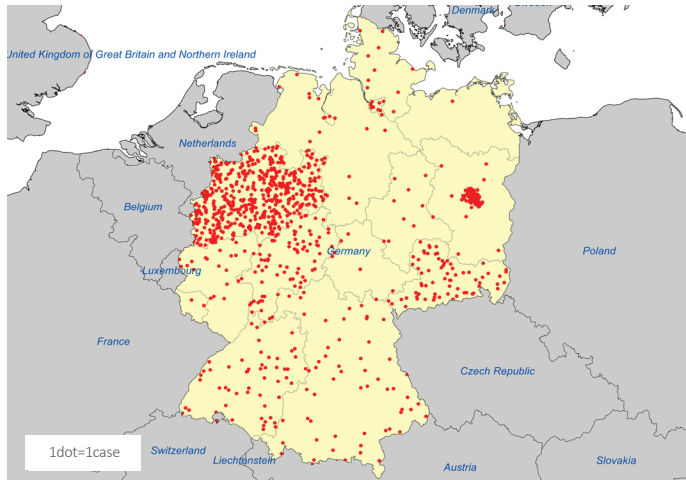 Denmark
United Kingdom of Great Britain and Northern Ireland
Netherlands
Belgium
Germany
Poland
Luxembourg
France
Czech Republic
1dot=1case
Switzerland
Liechtenstein
Austria
Slovakia